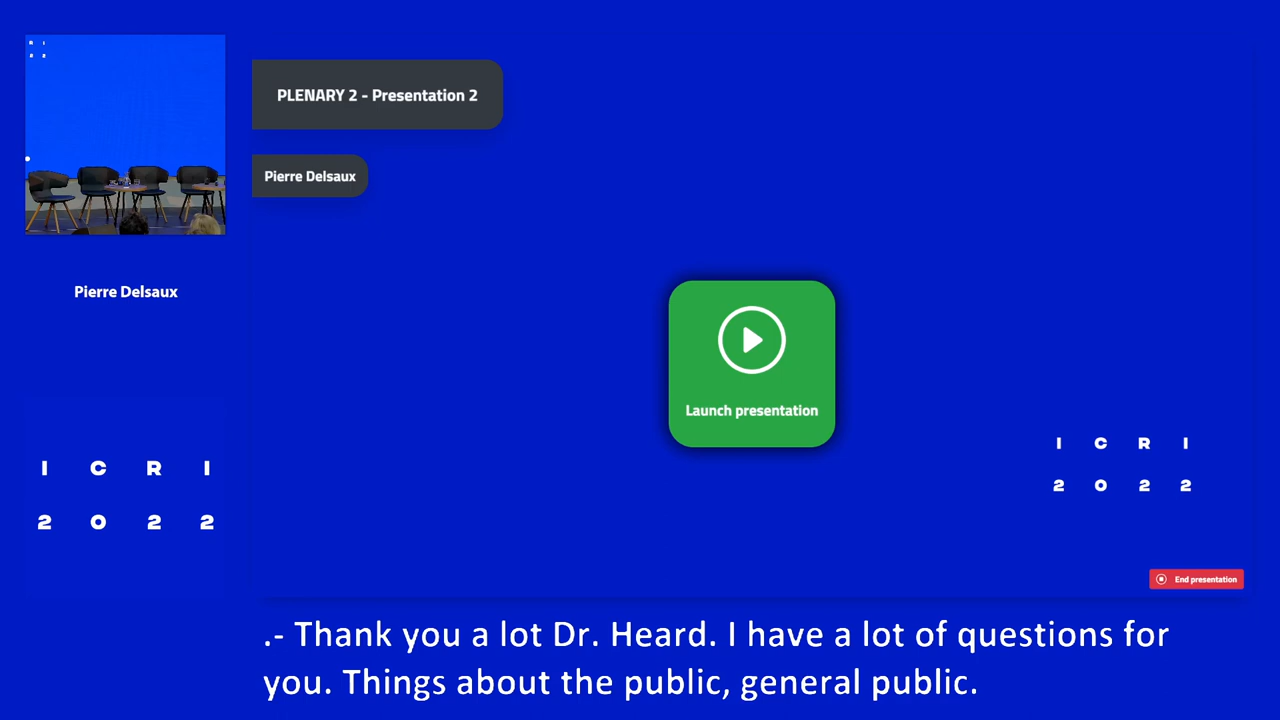 PLENARY 2 - Presentation 2
Pierre Delsaux
Pierre Delsaux
Launch presentation
I C R I
2 0 2 2
I C R I
2 0 2 2
End presentation
.- Thank you a lot Dr. Heard. I have a lot of questions for
you. Things about the public, general public.